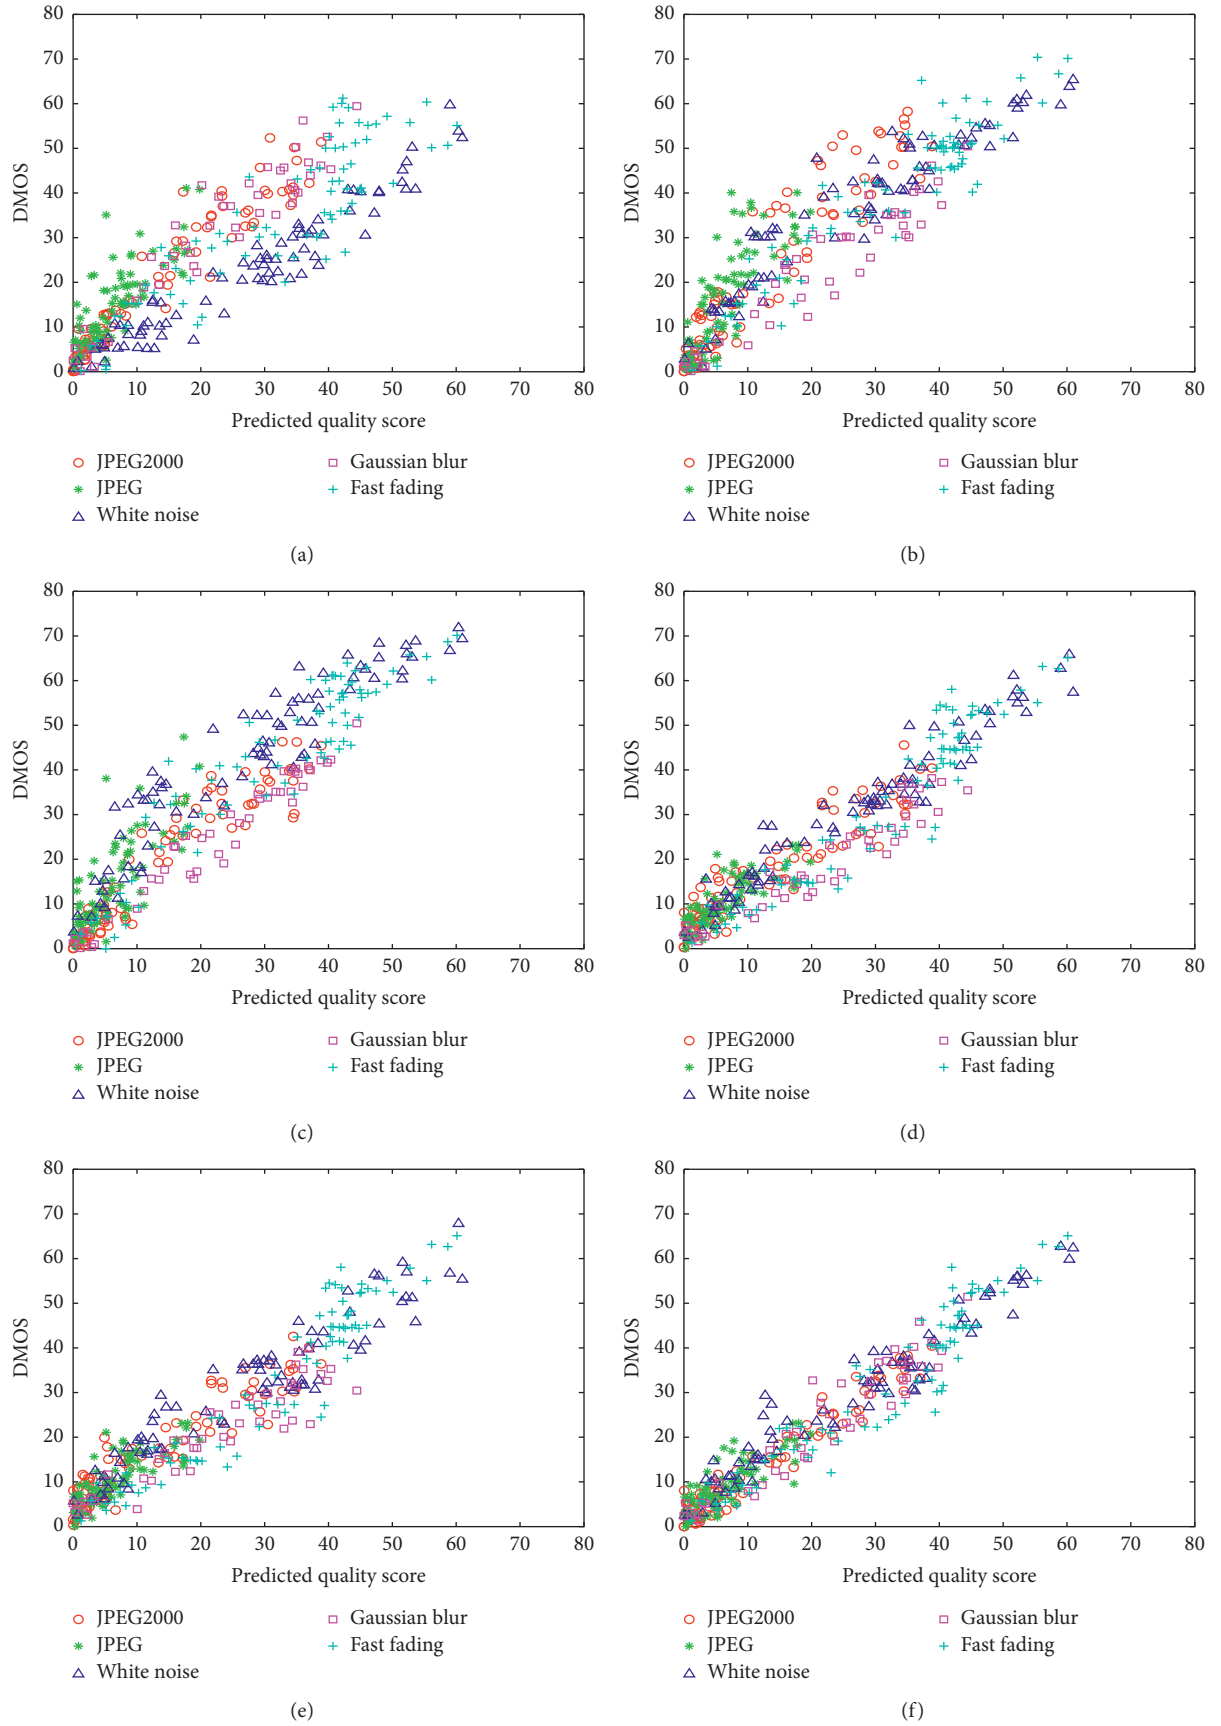 80
70
60
50
40
30
20
10
0
DMOS
0 10 20 30 40 50 60 70 80
Predicted quality score
JPEG2000
JPEG
White noise
Gaussian blur
Fast fading
(a)
80
70
60
50
40
30
20
10
0
DMOS
0 10 20 30 40 50 60 70 80
Predicted quality score
JPEG2000
JPEG
White noise
Gaussian blur
Fast fading
(b)
80
70
60
50
40
30
20
10
0
DMOS
0 10 20 30 40 50 60 70 80
Predicted quality score
JPEG2000
JPEG
White noise
Gaussian blur
Fast fading
(c)
80
70
60
50
40
30
20
10
0
DMOS
0 10 20 30 40 50 60 70 80
Predicted quality score
JPEG2000
JPEG
White noise
Gaussian blur
Fast fading
(d)
80
70
60
50
40
30
20
10
0
DMOS
0 10 20 30 40 50 60 70 80
Predicted quality score
JPEG2000
JPEG
White noise
Gaussian blur
Fast fading
(e)
80
70
60
50
40
30
20
10
0
DMOS
0 10 20 30 40 50 60 70 80
Predicted quality score
JPEG2000
JPEG
White noise
Gaussian blur
Fast fading
(f)